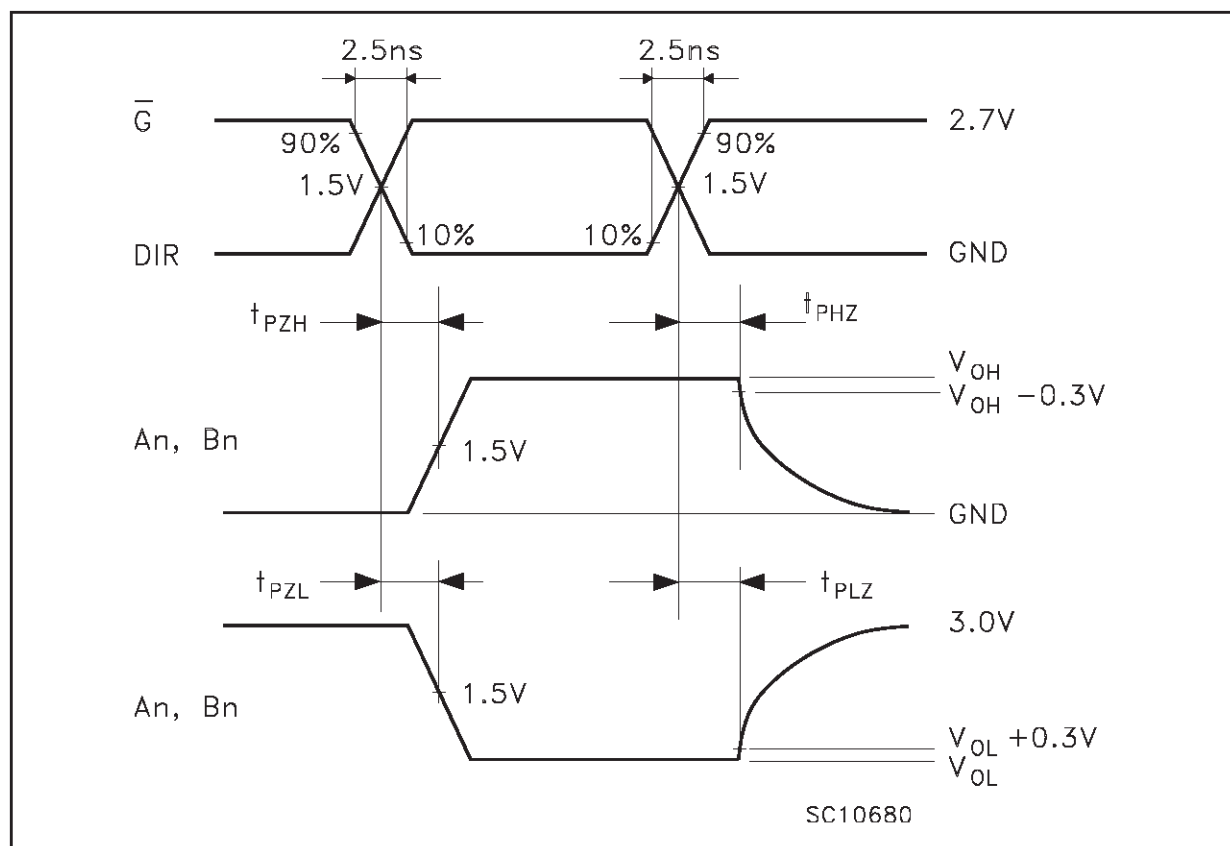 2.5ns 2.5ns
G̅ 2.7V
90% 90%
1.5V 1.5V
10% 10%
DIR GND
tPZH tPHZ
VOH
VOH −0.3V
An, Bn 1.5V
GND
tPZL tPLZ
3.0V
An, Bn 1.5V
VOL +0.3V
VOL
SC10680